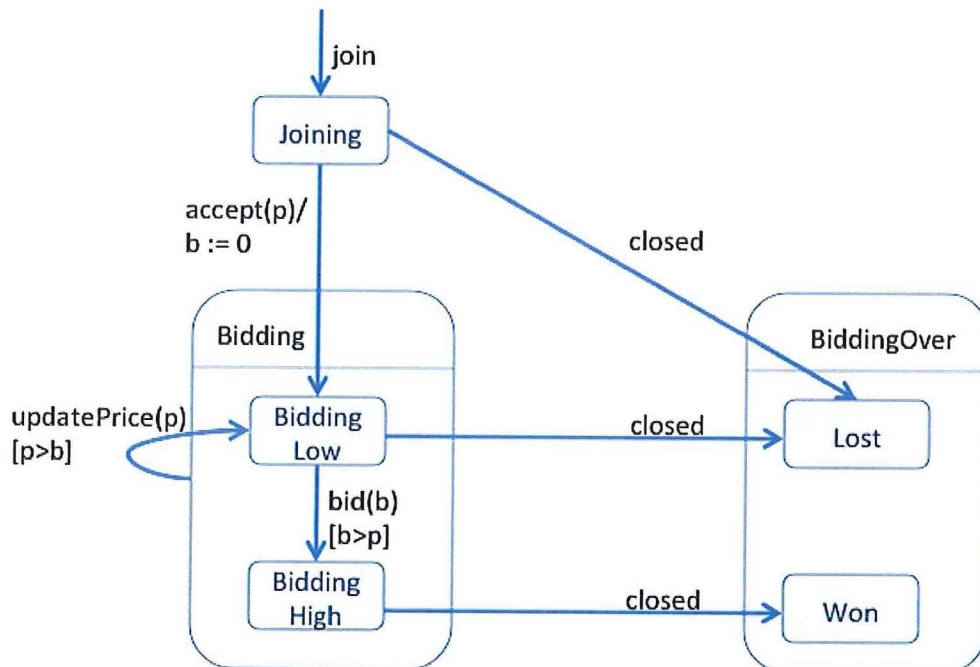 join
Joining
accept(p)/
b := 0
closed
Bidding
BiddingOver
updatePrice(p)
[p>b]
Bidding
Low
closed
Lost
bid(b)
[b>p]
Bidding
High
closed
Won